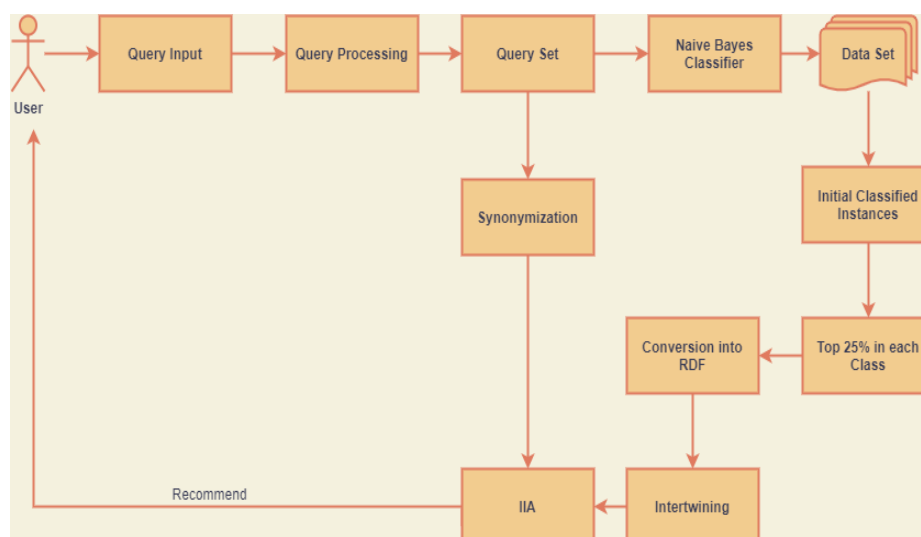 Query Input
Query Processing
Query Set
Naive Bayes
Classifier
Data Set
User
Synonymization
Initial Classified
Instances
Conversion into
RDF
Top 25% in each
Class
Recommend
IIA
Intertwining